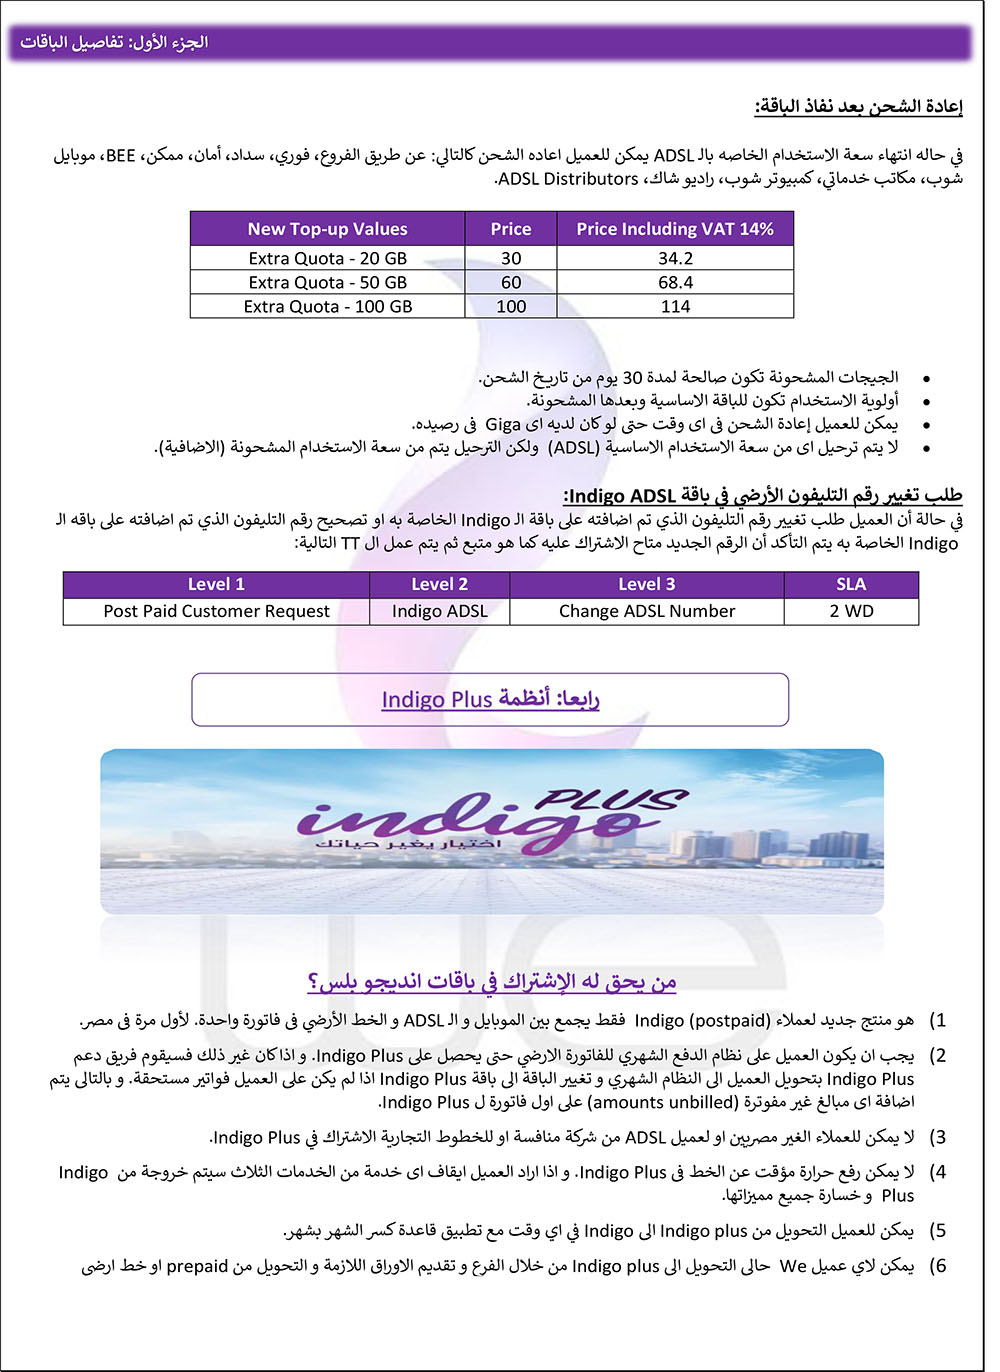 الجزء الأول: تفاصيل الباقات
إعادة الشحن بعد نفاذ الباقة:
في حاله انتهاء سعة الاستخدام الخاصه بالـ ADSL يمكن للعميل اعاده الشحن كالتالي: عن طريق الفروع، فوري، سداد، أمان، ممكن، BEE، موبايل
شوب، مكاتب خدماتي، كمبيوتر شوب، راديو شاك، ADSL Distributors.
New Top-up Values Price Price Including VAT 14%
Extra Quota - 20 GB 30 34.2
Extra Quota - 50 GB 60 68.4
Extra Quota - 100 GB 100 114
• الجيجات المشحونة تكون صالحة لمدة 30 يوم من تاريخ الشحن.
• أولوية الاستخدام تكون للباقة الاساسية وبعدها المشحونة.
• يمكن للعميل إعادة الشحن فى اى وقت حتى لو كان لديه اى Giga فى رصيده.
• لا يتم ترحيل اى من سعة الاستخدام الاساسية (ADSL) ولكن الترحيل يتم من سعة الاستخدام المشحونة (الاضافية).
طلب تغيير رقم التليفون الأرضي في باقة Indigo ADSL:
في حالة أن العميل طلب تغيير رقم التليفون الذي تم اضافته على باقة الـ Indigo الخاصة به او تصحيح رقم التليفون الذي تم اضافته على باقه الـ
Indigo الخاصة به يتم التأكد أن الرقم الجديد متاح الاشتراك عليه كما هو متبع ثم يتم عمل ال TT التالية:
Level 1 Level 2 Level 3 SLA
Post Paid Customer Request Indigo ADSL Change ADSL Number 2 WD
رابعا: أنظمة Indigo Plus
indigo PLUS
اختيار يغير حياتك
we
من يحق له الإشتراك في باقات انديجو بلس؟
1) هو منتج جديد لعملاء Indigo (postpaid) فقط يجمع بين الموبايل و الـ ADSL و الخط الأرضي فى فاتورة واحدة. لأول مرة فى مصر.
2) يجب ان يكون العميل على نظام الدفع الشهري للفاتورة الارضي حتى يحصل على Indigo Plus. و اذا كان غير ذلك فسيقوم فريق دعم
Indigo Plus بتحويل العميل الى النظام الشهري و تغيير الباقة الى باقة Indigo Plus اذا لم يكن على العميل فواتير مستحقة. و بالتالى يتم
اضافة اى مبالغ غير مفوترة (amounts unbilled) على اول فاتورة ل Indigo Plus.
3) لا يمكن للعملاء الغير مصريين او لعميل ADSL من شركة منافسة او للخطوط التجارية الاشتراك في Indigo Plus.
4) لا يمكن رفع حرارة مؤقت عن الخط فى Indigo Plus. و اذا اراد العميل ايقاف اى خدمة من الخدمات الثلاث سيتم خروجة من Indigo
Plus و خسارة جميع مميزاتها.
5) يمكن للعميل التحويل من Indigo plus الى Indigo في اي وقت مع تطبيق قاعدة كسر الشهر بشهر.
6) يمكن لاي عميل We حالى التحويل الى Indigo plus من خلال الفرع و تقديم الاوراق اللازمة و التحويل من prepaid او خط ارضى